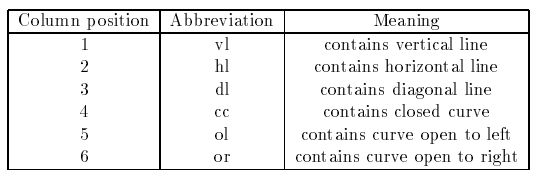 Column position Abbreviation Meaning
1 vl contains vertical line
2 hl contains horizontal line
3 dl contains diagonal line
4 cc contains closed curve
5 ol contains curve open to left
6 or contains curve open to right